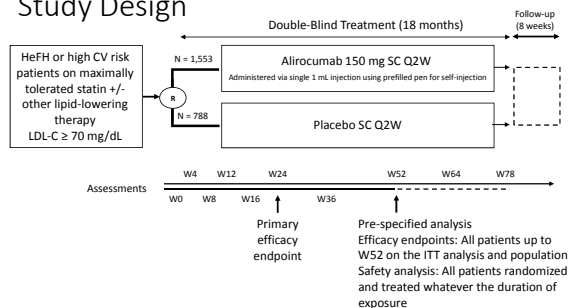 Study Design
Double-Blind Treatment (18 months)
Follow-up
(8 weeks)
HeFH or high CV risk
patients on maximally
tolerated statin +/-
other lipid-lowering
therapy
LDL-C ≥ 70 mg/dL
R
N = 1,553
Alirocumab 150 mg SC Q2W
Administered via single 1 mL injection using prefilled pen for self-injection
N = 788
Placebo SC Q2W
Assessments
W4 W12 W24 W52 W64 W78
W0 W8 W16 W36
Primary
efficacy
endpoint
Pre-specified analysis
Efficacy endpoints: All patients up to
W52 on the ITT analysis and population
Safety analysis: All patients randomized
and treated whatever the duration of
exposure